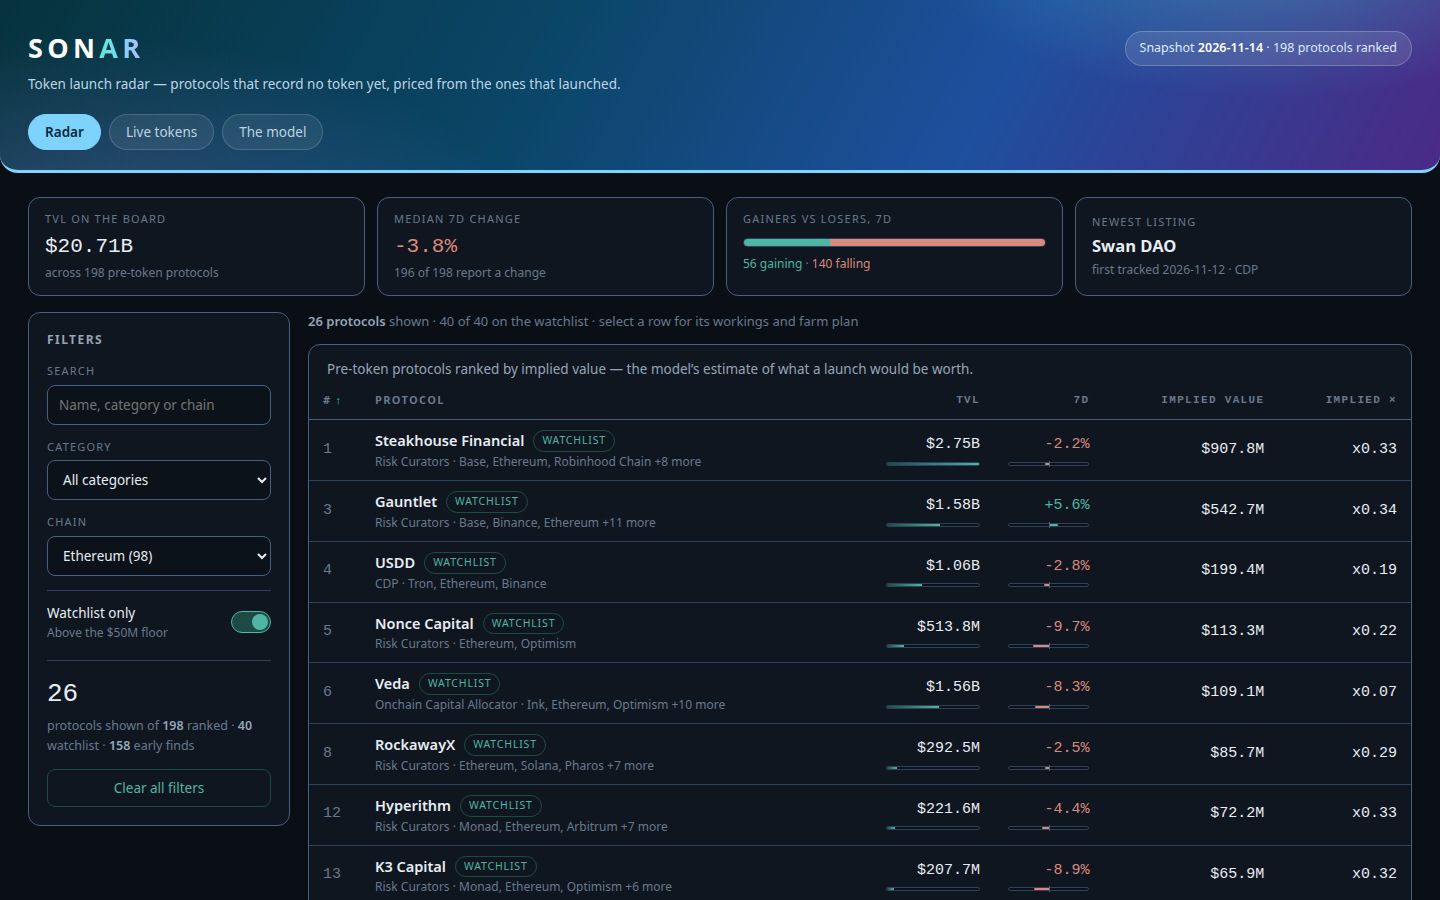 SONAR
Snapshot 2026-11-14 · 198 protocols ranked
Token launch radar — protocols that record no token yet, priced from the ones that launched.
Radar
Live tokens
The model
TVL ON THE BOARD
$20.71B
across 198 pre-token protocols
MEDIAN 7D CHANGE
-3.8%
196 of 198 report a change
GAINERS VS LOSERS, 7D
56 gaining · 140 falling
NEWEST LISTING
Swan DAO
first tracked 2026-11-12 · CDP
FILTERS
SEARCH
Name, category or chain
CATEGORY
All categories
CHAIN
Ethereum (98)
Watchlist only
Above the $50M floor
26
protocols shown of 198 ranked · 40
watchlist · 158 early finds
Clear all filters
26 protocols shown · 40 of 40 on the watchlist · select a row for its workings and farm plan
Pre-token protocols ranked by implied value — the model's estimate of what a launch would be worth.
# ↑ PROTOCOL TVL 7D IMPLIED VALUE IMPLIED ×
1 Steakhouse Financial WATCHLIST $2.75B -2.2% $907.8M x0.33
Risk Curators · Base, Ethereum, Robinhood Chain +8 more
3 Gauntlet WATCHLIST $1.58B +5.6% $542.7M x0.34
Risk Curators · Base, Binance, Ethereum +11 more
4 USDD WATCHLIST $1.06B -2.8% $199.4M x0.19
CDP · Tron, Ethereum, Binance
5 Nonce Capital WATCHLIST $513.8M -9.7% $113.3M x0.22
Risk Curators · Ethereum, Optimism
6 Veda WATCHLIST $1.56B -8.3% $109.1M x0.07
Onchain Capital Allocator · Ink, Ethereum, Optimism +10 more
8 RockawayX WATCHLIST $292.5M -2.5% $85.7M x0.29
Risk Curators · Ethereum, Solana, Pharos +7 more
12 Hyperithm WATCHLIST $221.6M -4.4% $72.2M x0.33
Risk Curators · Monad, Ethereum, Arbitrum +7 more
13 K3 Capital WATCHLIST $207.7M -8.9% $65.9M x0.32
Risk Curators · Monad, Ethereum, Optimism +6 more